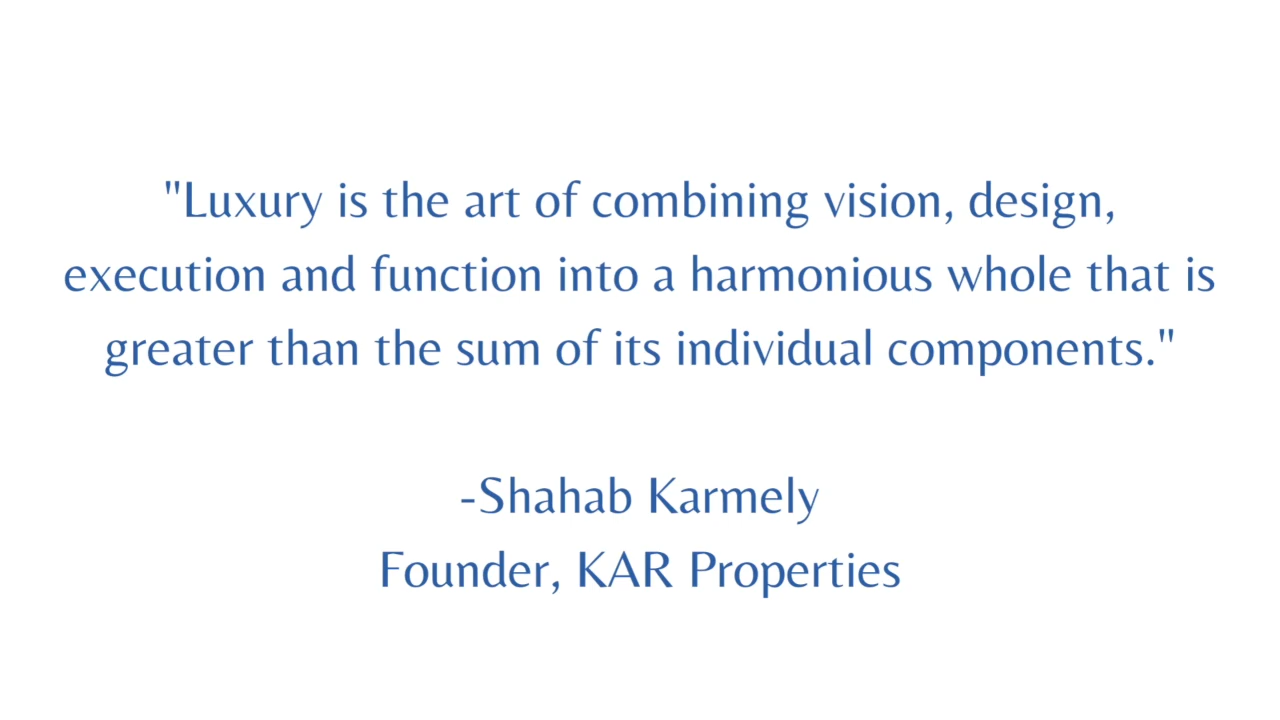 "Luxury is the art of combining vision, design,
execution and function into a harmonious whole that is
greater than the sum of its individual components."
-Shahab Karmely
Founder, KAR Properties